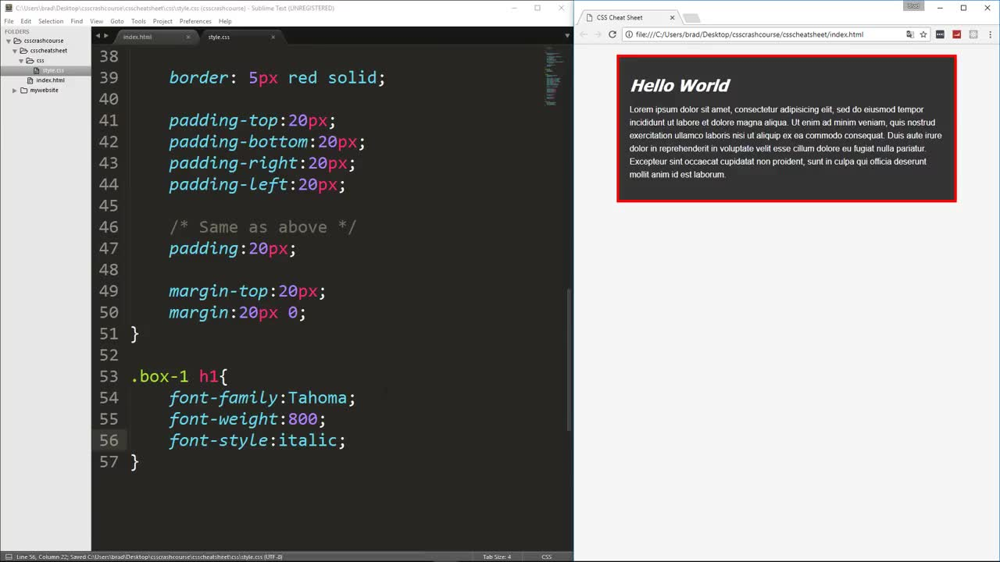 C:\Users\brad\Desktop\csscrashcourse\csscheatsheet\css\style.css (csscrashcourse) - Sublime Text (UNREGISTERED)
File Edit Selection Find View Goto Tools Project Preferences Help
FOLDERS
csscrashcourse
csscheatsheet
css
style.css
index.html
mywebsite
index.html
style.css
38
39 border: 5px red solid;
40
41 padding-top:20px;
42 padding-bottom:20px;
43 padding-right:20px;
44 padding-left:20px;
45
46 /* Same as above */
47 padding:20px;
48
49 margin-top:20px;
50 margin:20px 0;
51 }
52
53 .box-1 h1{
54 font-family:Tahoma;
55 font-weight:800;
56 font-style:italic;
57 }
Line 56, Column 22; Saved C:\Users\brad\Desktop\csscrashcourse\csscheatsheet\css\style.css (UTF-8)
Tab Size: 4
CSS
Brad
CSS Cheat Sheet
file:///C:/Users/brad/Desktop/csscrashcourse/csscheatsheet/index.html
Hello World
Lorem ipsum dolor sit amet, consectetur adipisicing elit, sed do eiusmod tempor
incididunt ut labore et dolore magna aliqua. Ut enim ad minim veniam, quis nostrud
exercitation ullamco laboris nisi ut aliquip ex ea commodo consequat. Duis aute irure
dolor in reprehenderit in voluptate velit esse cillum dolore eu fugiat nulla pariatur.
Excepteur sint occaecat cupidatat non proident, sunt in culpa qui officia deserunt
mollit anim id est laborum.